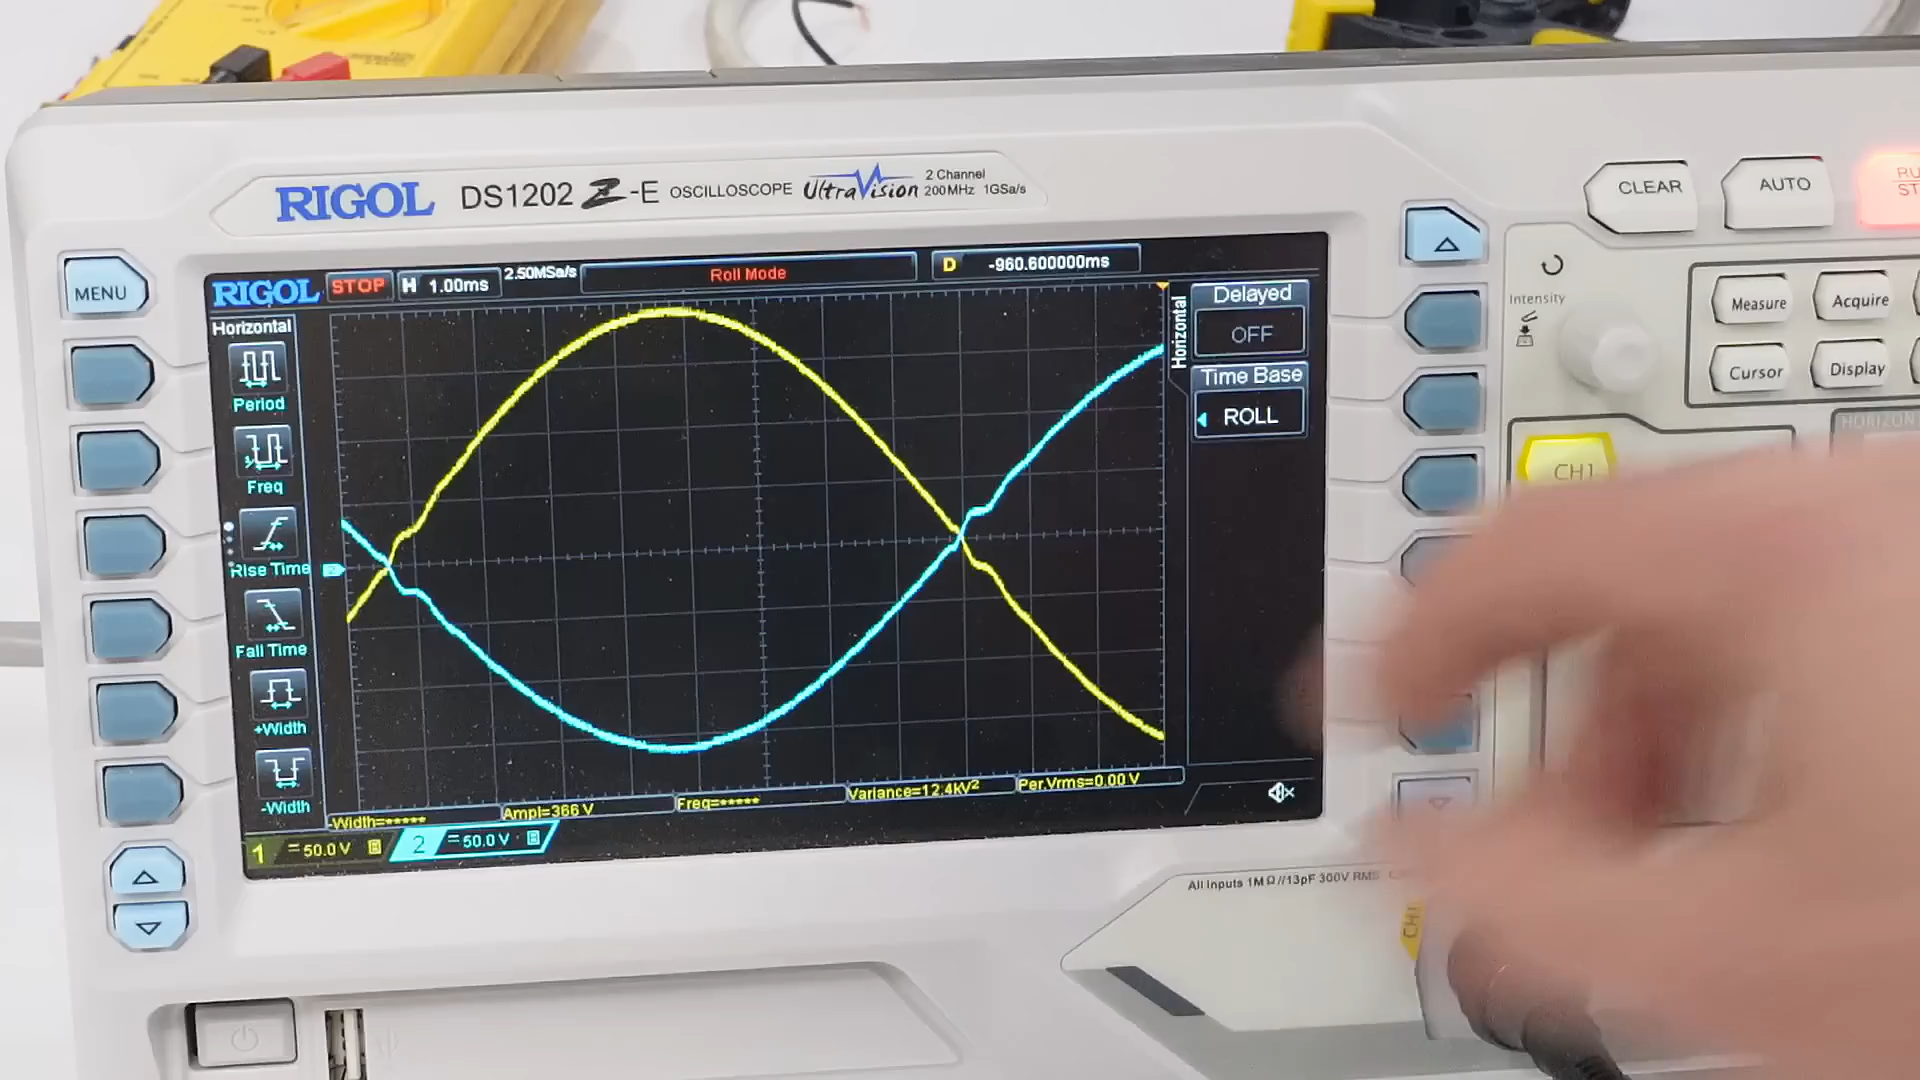 RIGOL DS1202 Z-E OSCILLOSCOPE UltraVision 2 Channel 200MHz 1GSa/s
CLEAR
AUTO
MENU
RIGOL STOP H 1.00ms 2.50MSa/s Roll Mode D -960.600000ms
Horizontal
Period
Freq
Rise Time
Fall Time
+Width
-Width
Horizontal
Delayed
OFF
Time Base
ROLL
2
-Width=***** Ampl=366 V Freq=***** Variance=12.4kV² Per.Vrms=0.00 V
1 = 50.0 V B 2 = 50.0 V B
Intensity
Measure
Acquire
Cursor
Display
HORIZON
CH1
All inputs 1MΩ//13pF 300V RMS
CH1